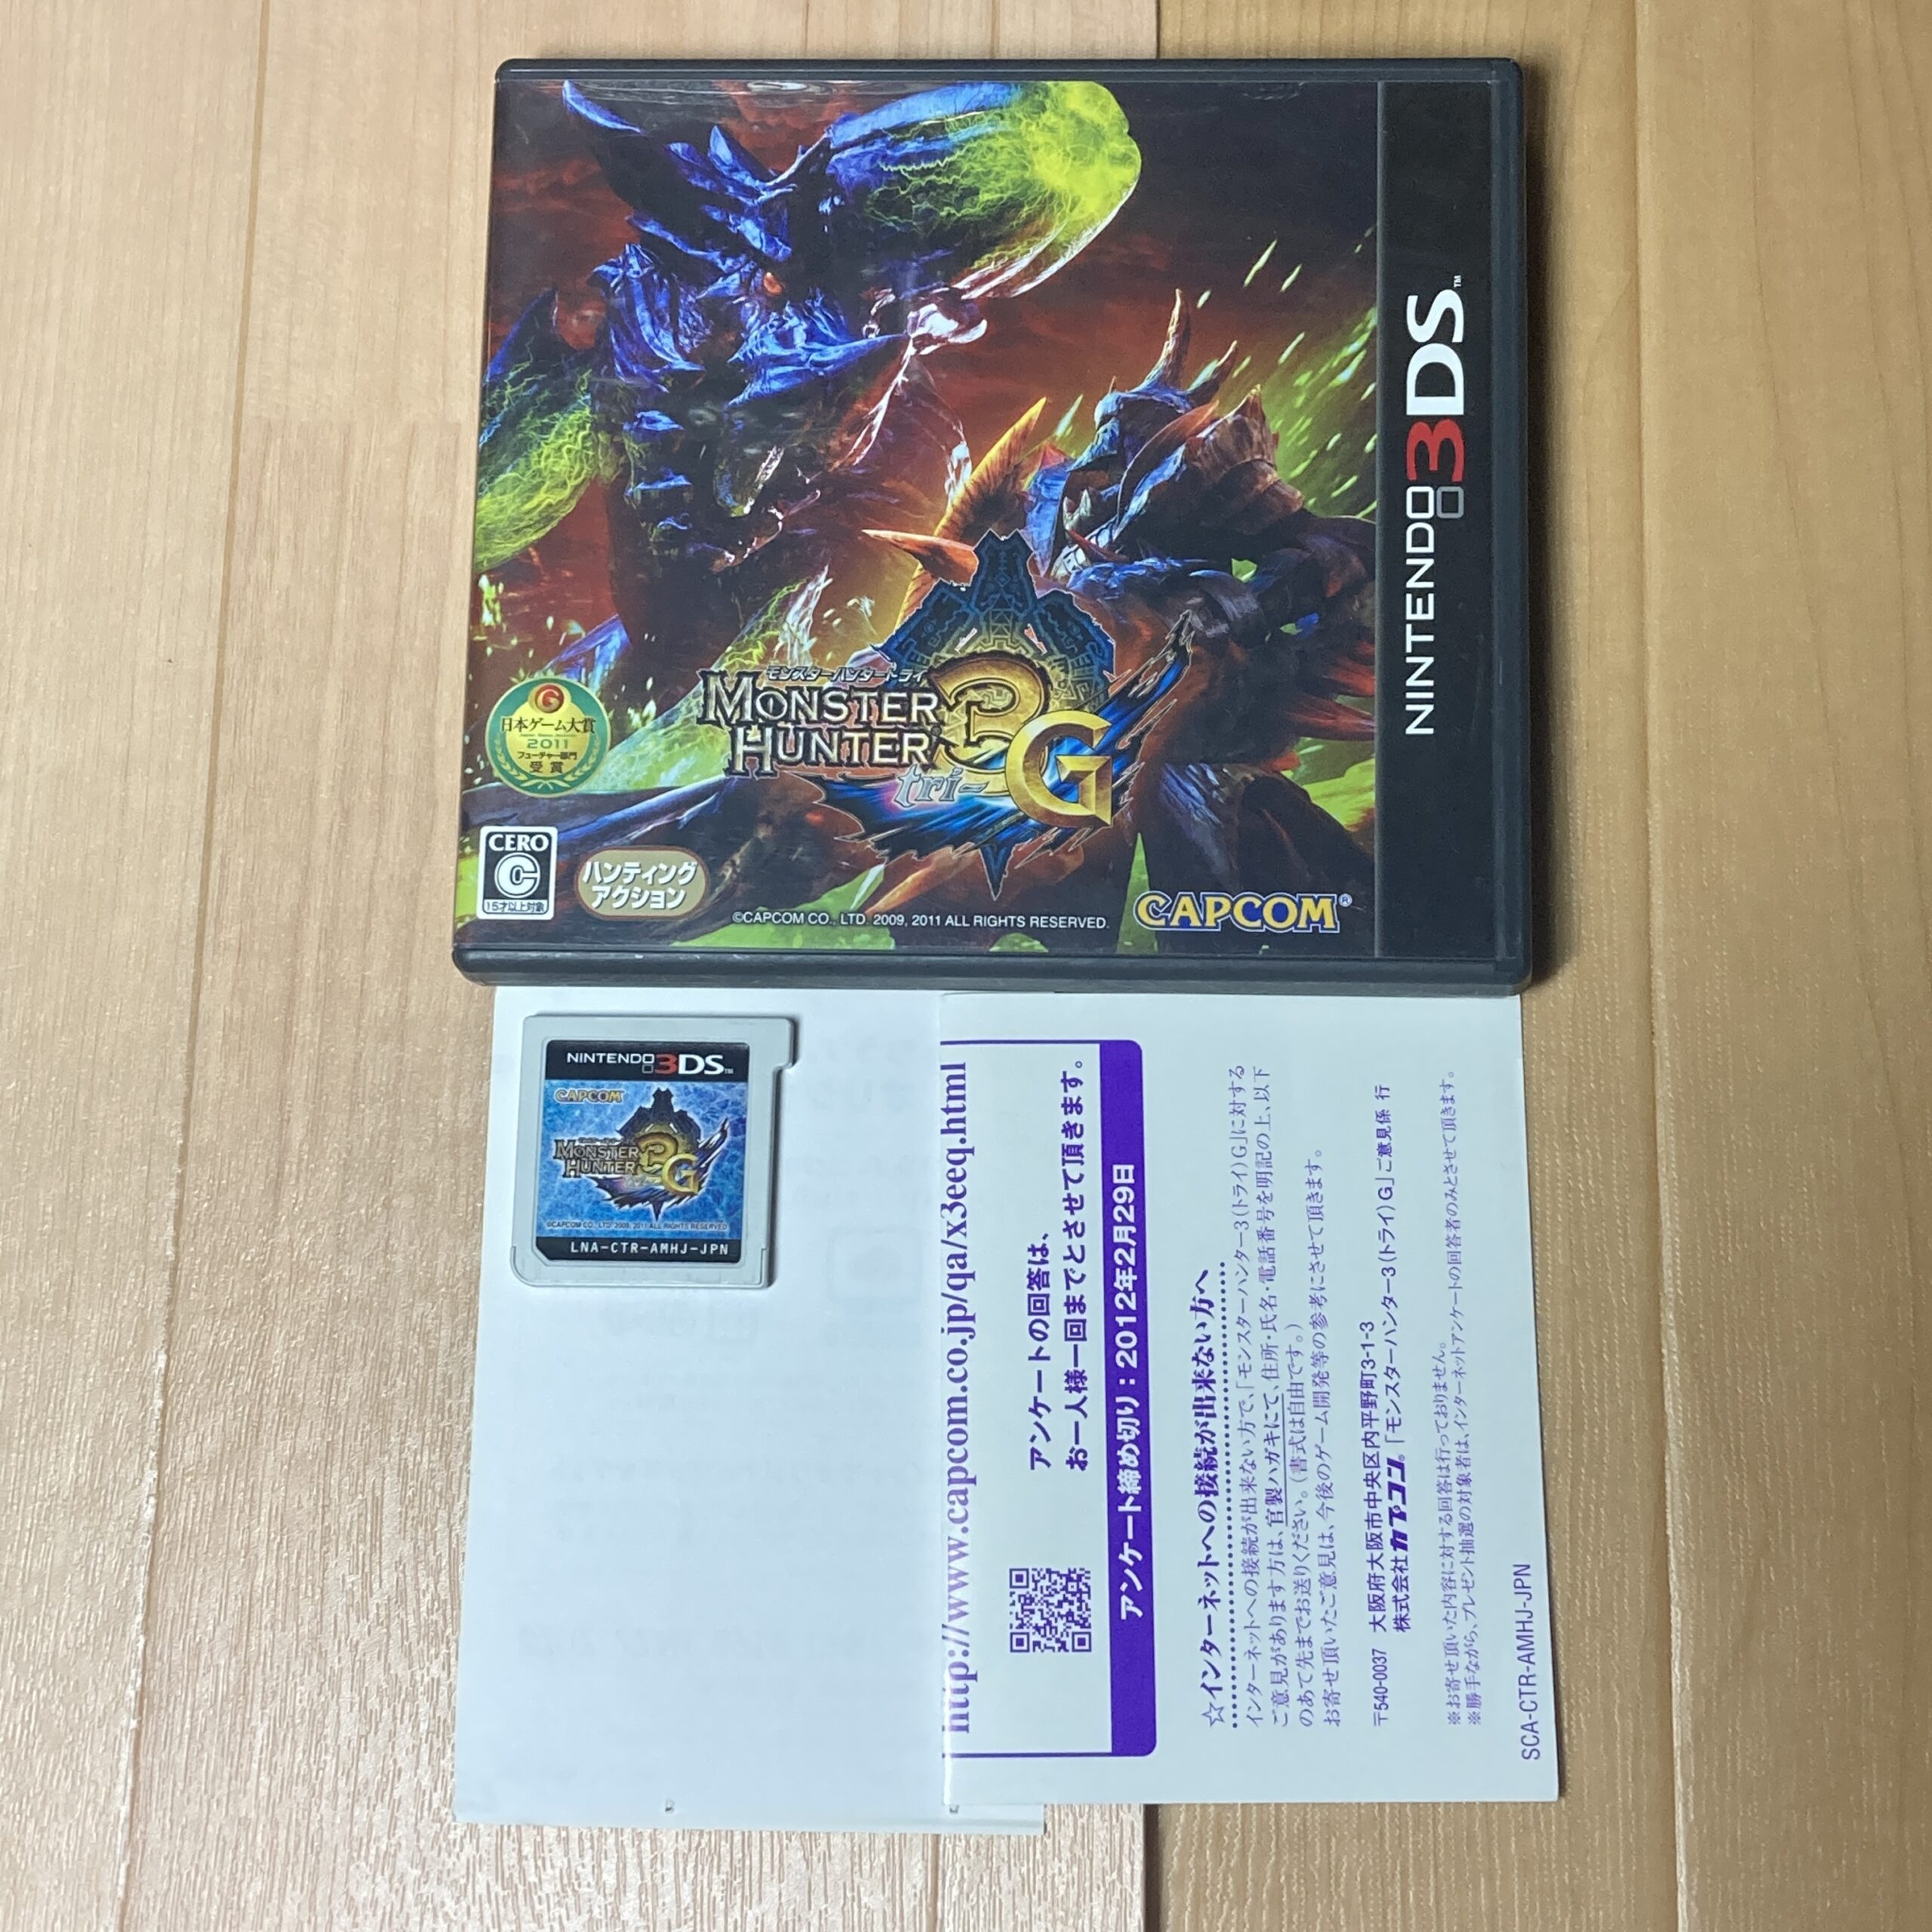 NINTENDO3DS™
モンスターハンタートライ
MONSTER
HUNTER
tri-
3G
G
日本ゲーム大賞
2011
フューチャー部門
受賞
CERO
C
15才以上対象
ハンティング
アクション
©CAPCOM CO., LTD. 2009, 2011 ALL RIGHTS RESERVED.
CAPCOM®
NINTENDO3DS™
CAPCOM
MONSTER
HUNTER
3G
©CAPCOM CO., LTD. 2009, 2011 ALL RIGHTS RESERVED.
LNA-CTR-AMHJ-JPN
http://www.capcom.co.jp/qa/x3eeq.html
アンケートの回答は、
お一人様一回までとさせて頂きます。
アンケート締め切り:2012年2月29日
☆インターネットへの接続が出来ない方へ
インターネットへの接続が出来ない方で、「モンスターハンター3(トライ)G」に対する
ご意見があります方は、官製ハガキにて、住所・氏名・電話番号を明記の上、以下
のあて先までお送りください。(書式は自由です。)
お寄せ頂いたご意見は、今後のゲーム開発等の参考にさせて頂きます。
〒540-0037 大阪府大阪市中央区内平野町3-1-3
株式会社カプコン。「モンスターハンター3(トライ)G」ご意見係 行
※お寄せ頂いた内容に対する回答は行っておりません。
※勝手ながら、プレゼント抽選の対象者は、インターネットアンケートの回答者のみとさせて頂きます。
SCA-CTR-AMHJ-JPN